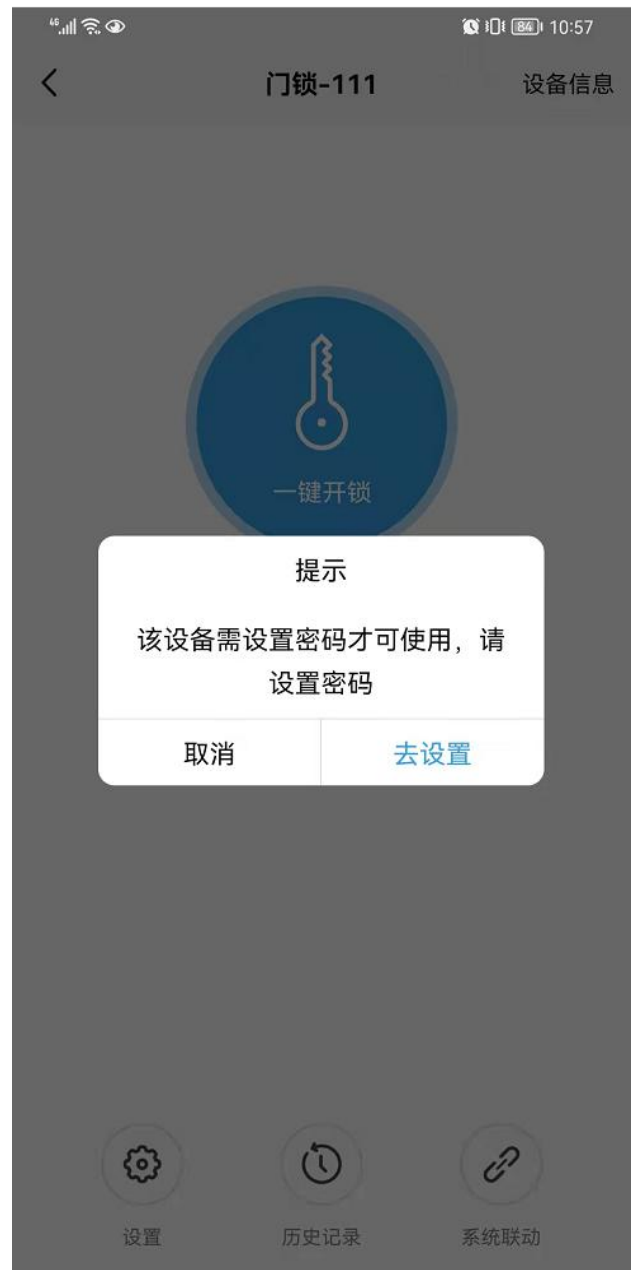 46 84 10:57
门锁-111 设备信息
一键开锁
提示
该设备需设置密码才可使用，请
设置密码
取消 去设置
设置 历史记录 系统联动